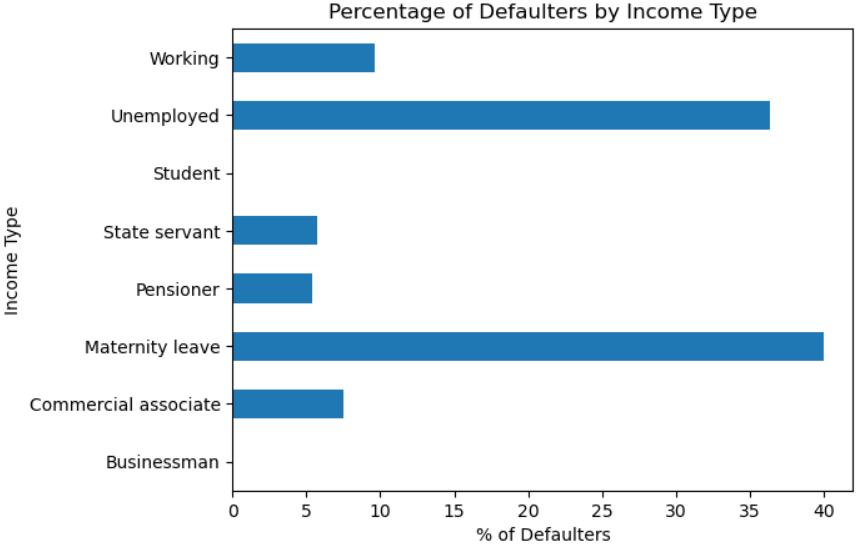 Percentage of Defaulters by Income Type
Income Type
Working
Unemployed
Student
State servant
Pensioner
Maternity leave
Commercial associate
Businessman
0 5 10 15 20 25 30 35 40
% of Defaulters